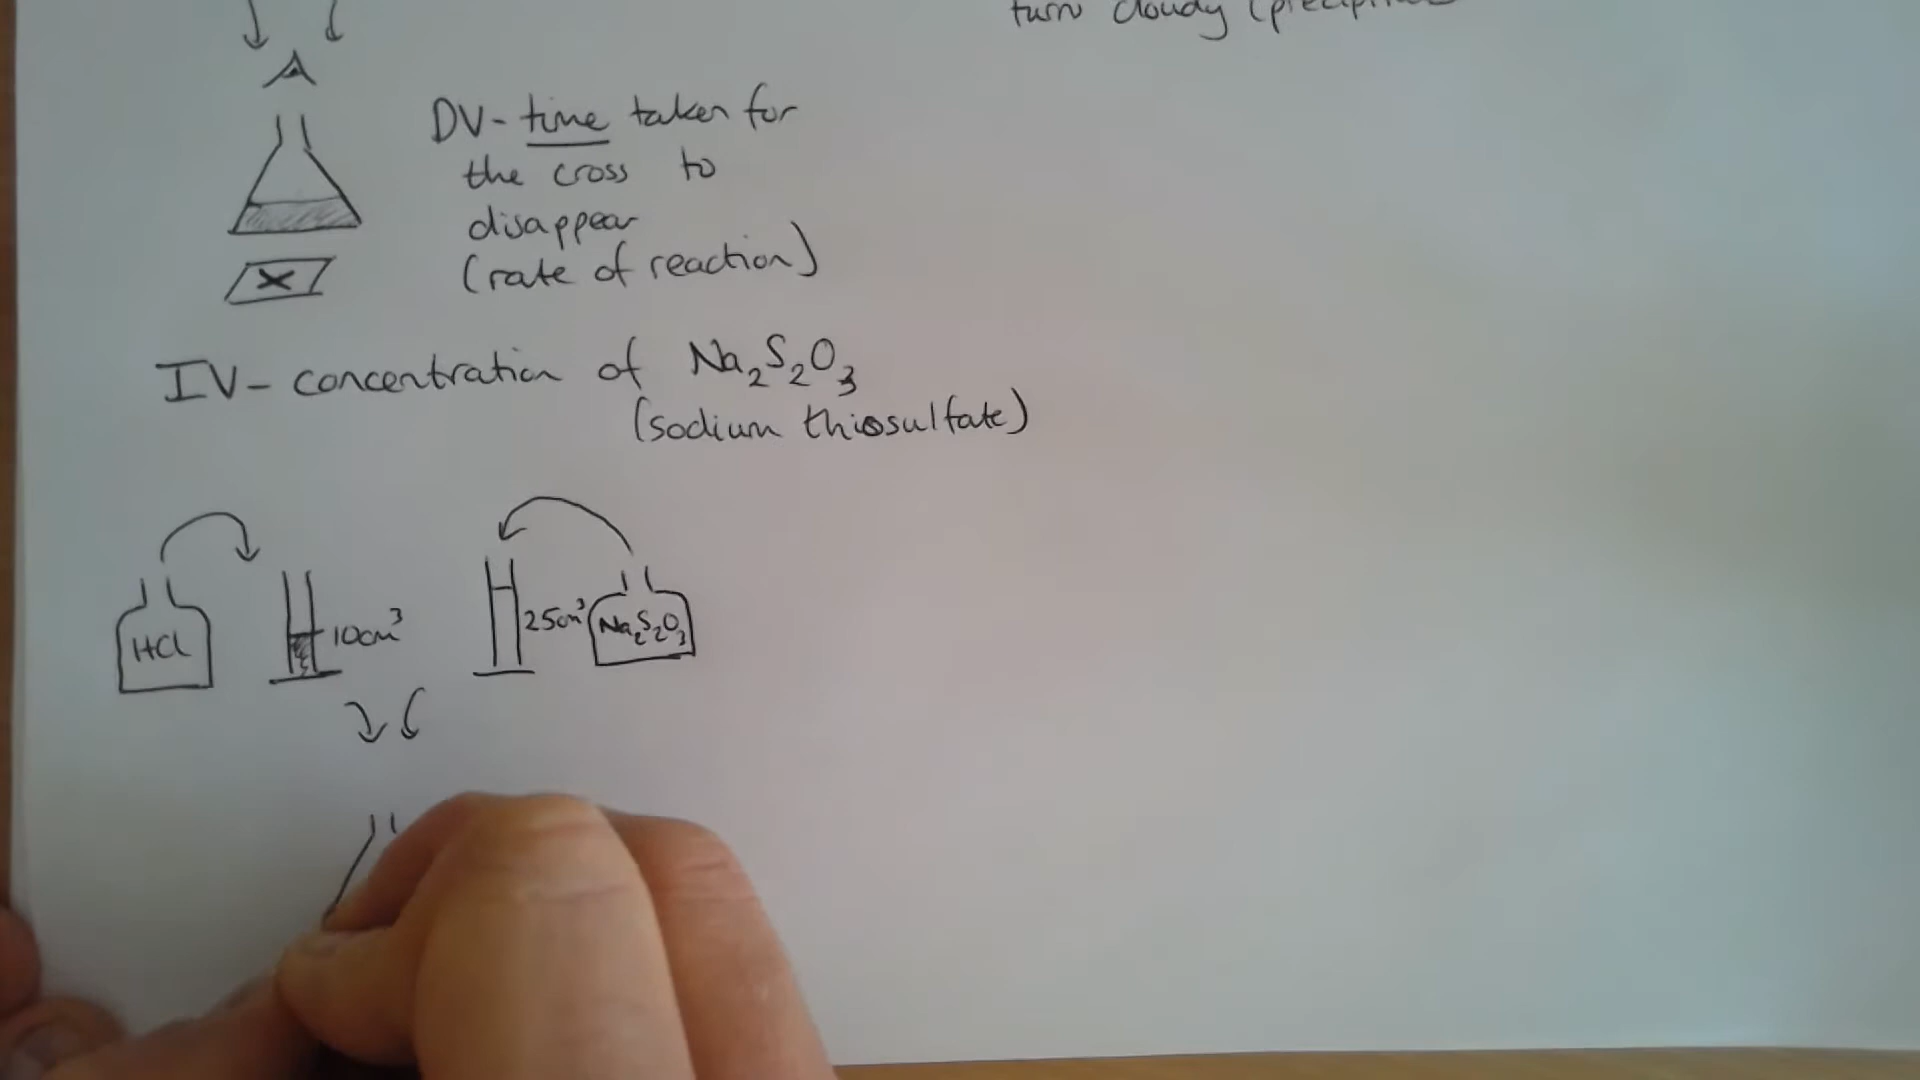 turn cloudy
DV- time taken for
the cross to
disappear
(rate of reaction)
X
IV- concentration of Na₂S₂O₃
(sodium thiosulfate)
HCl
10cm³
25cm³
Na₂S₂O₃